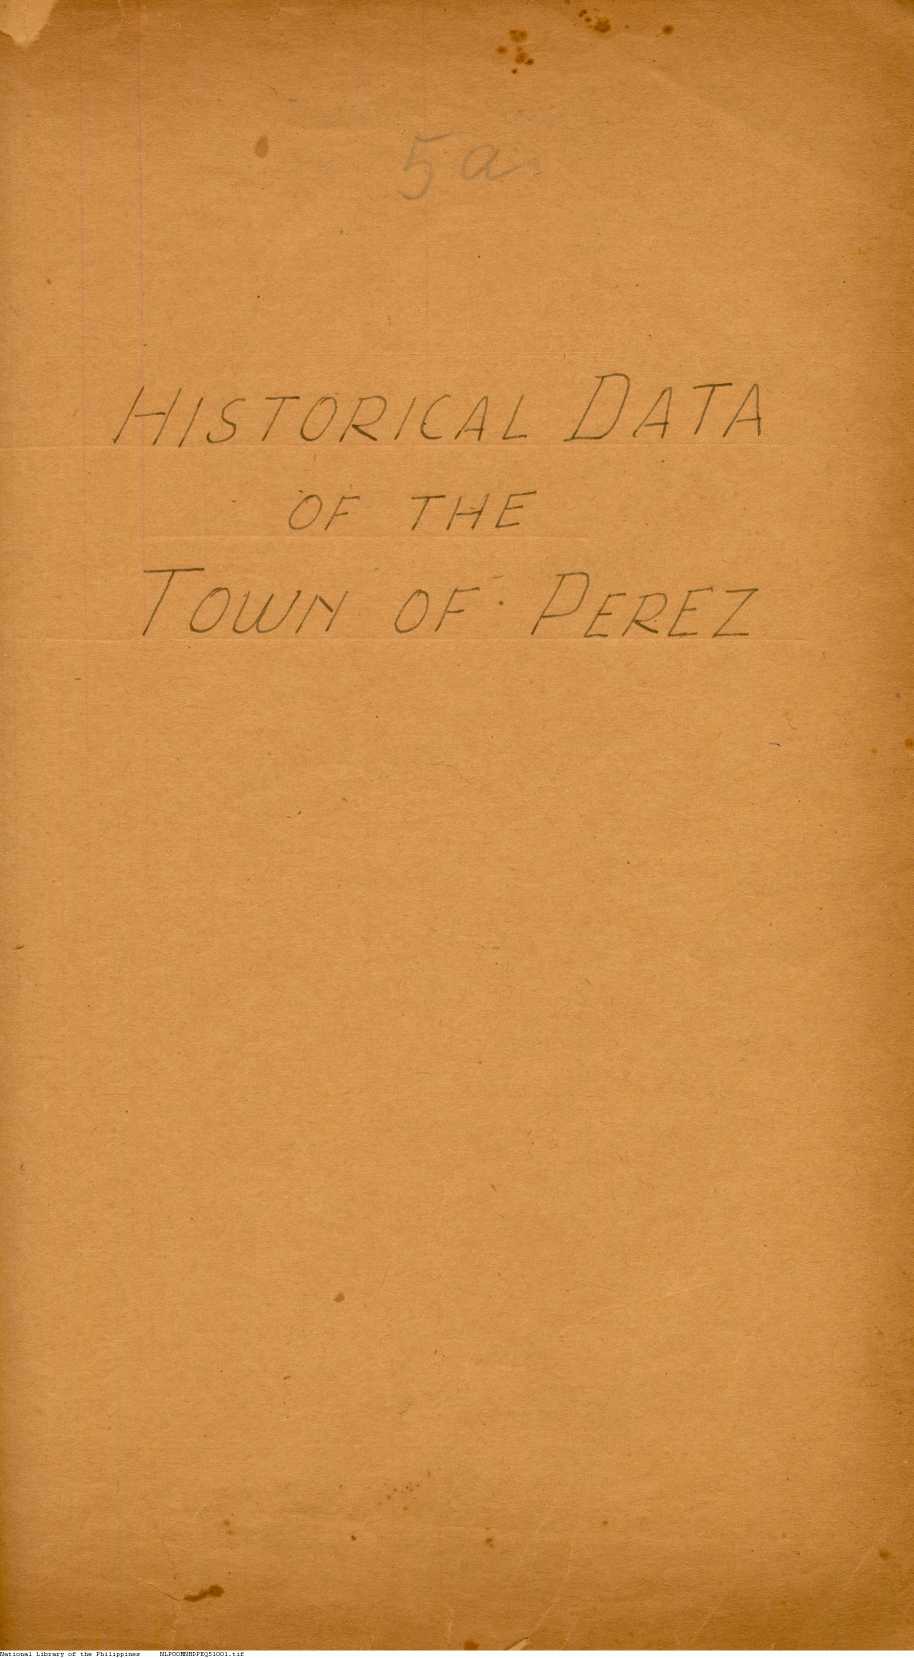 5a
HISTORICAL DATA
OF THE
TOWN OF PEREZ
National Library of the Philippines